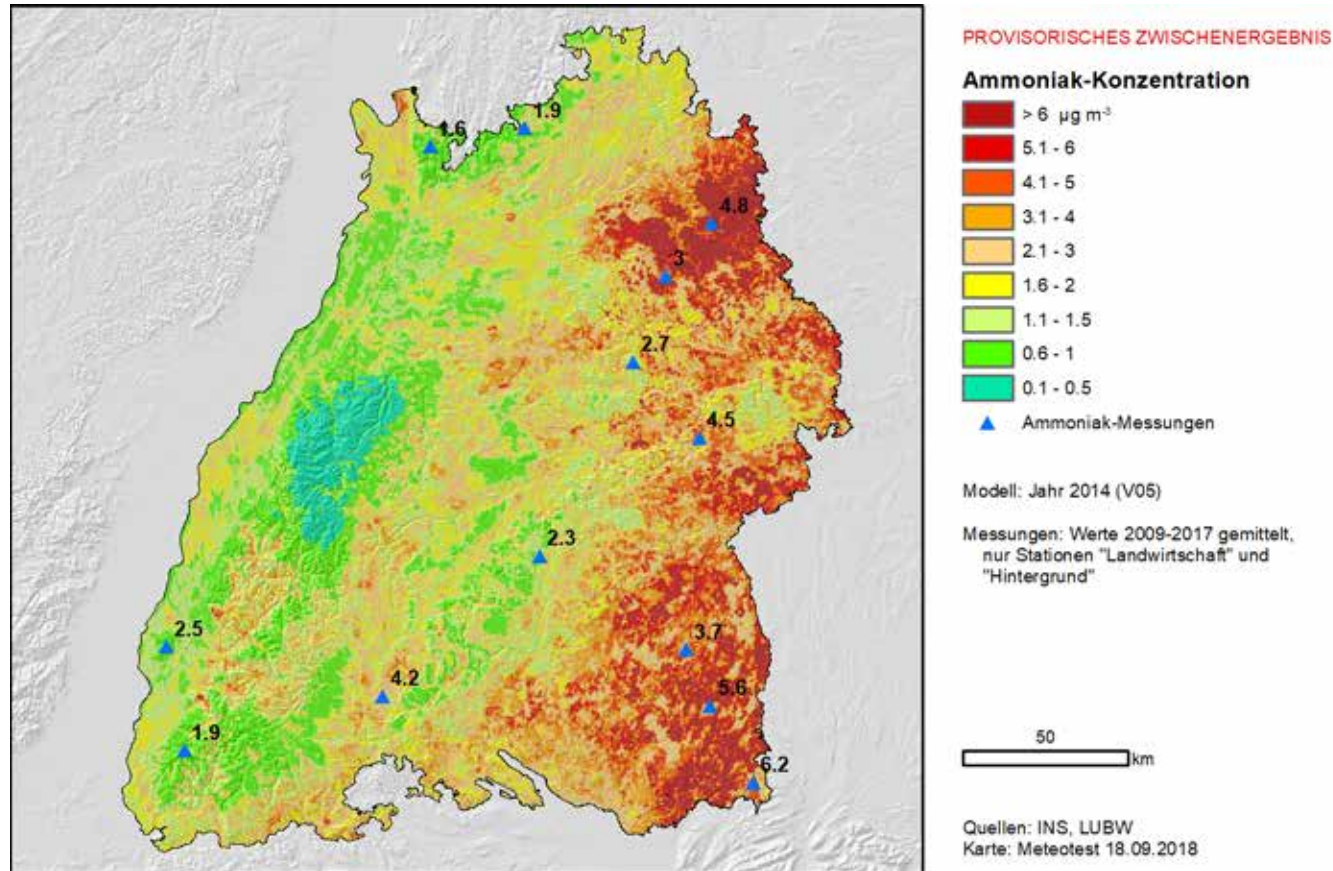 PROVISORISCHES ZWISCHENERGEBNIS
Ammoniak-Konzentration
> 6 µg m-3
5.1 - 6
4.1 - 5
3.1 - 4
2.1 - 3
1.6 - 2
1.1 - 1.5
0.6 - 1
0.1 - 0.5
Ammoniak-Messungen
Modell: Jahr 2014 (V05)
Messungen: Werte 2009-2017 gemittelt,
nur Stationen "Landwirtschaft" und
"Hintergrund"
50
km
Quellen: INS, LUBW
Karte: Meteotest 18.09.2018
1.9
1.6
4.8
3
2.7
4.5
2.3
2.5
3.7
4.2
5.6
1.9
6.2